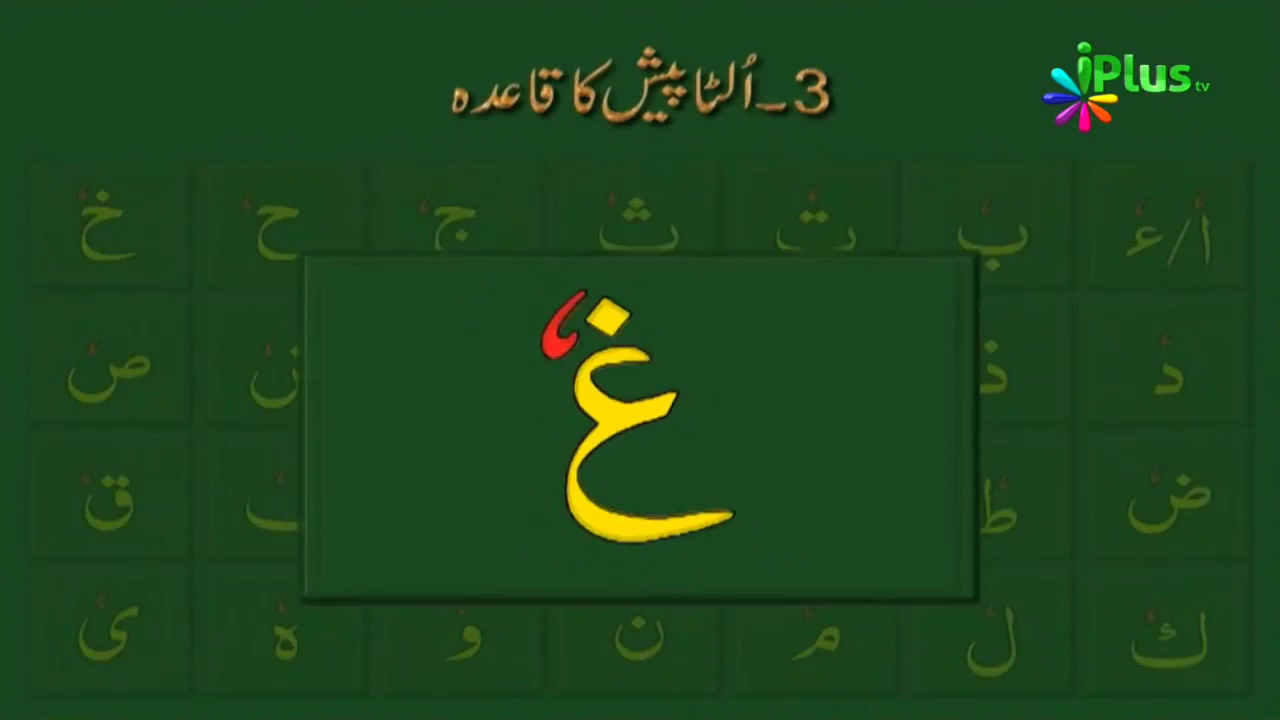 3۔اُلٹا پیش کا قاعدہ
iPlus tv
اٗ/ءٗ بٗ تٗ ثٗ جٗ حٗ خٗ
دٗ ذ صٗ
غٗ
ضٗ طٗ قٗ
كٗ لٗ مٗ نٗ وٗ هٗ ىٗ